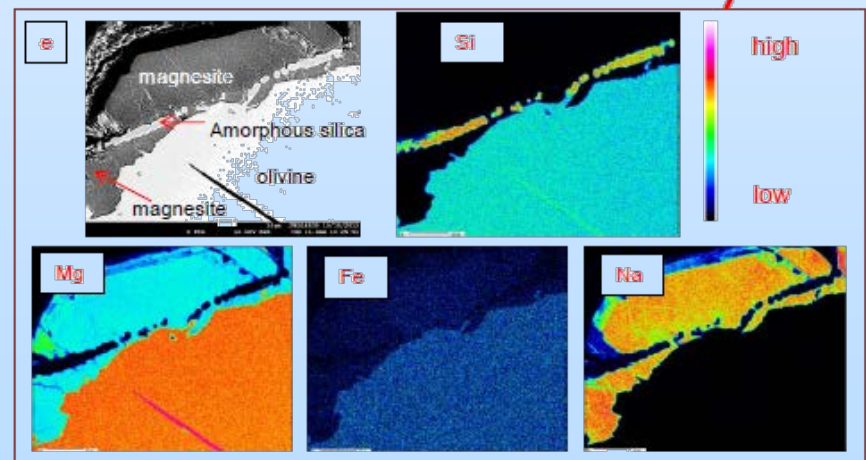 e
magnesite
Amorphous silica
olivine
magnesite
Si
high
low
Mg
Fe
Na